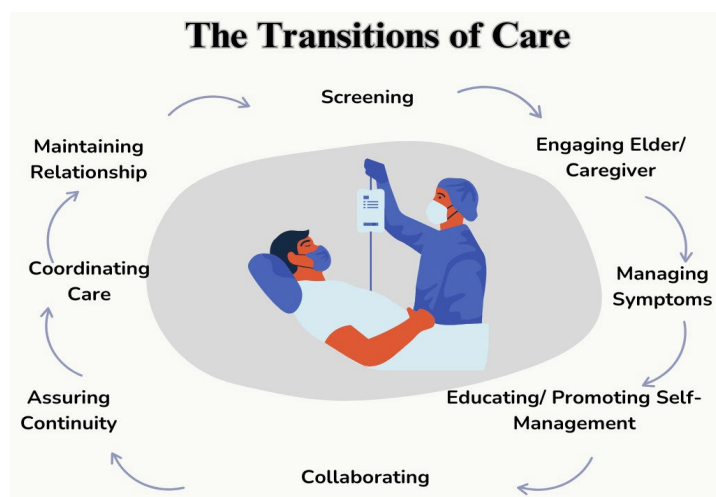 The Transitions of Care
Screening
Engaging Elder/
Caregiver
Managing
Symptoms
Educating/ Promoting Self-
Management
Collaborating
Assuring
Continuity
Coordinating
Care
Maintaining
Relationship